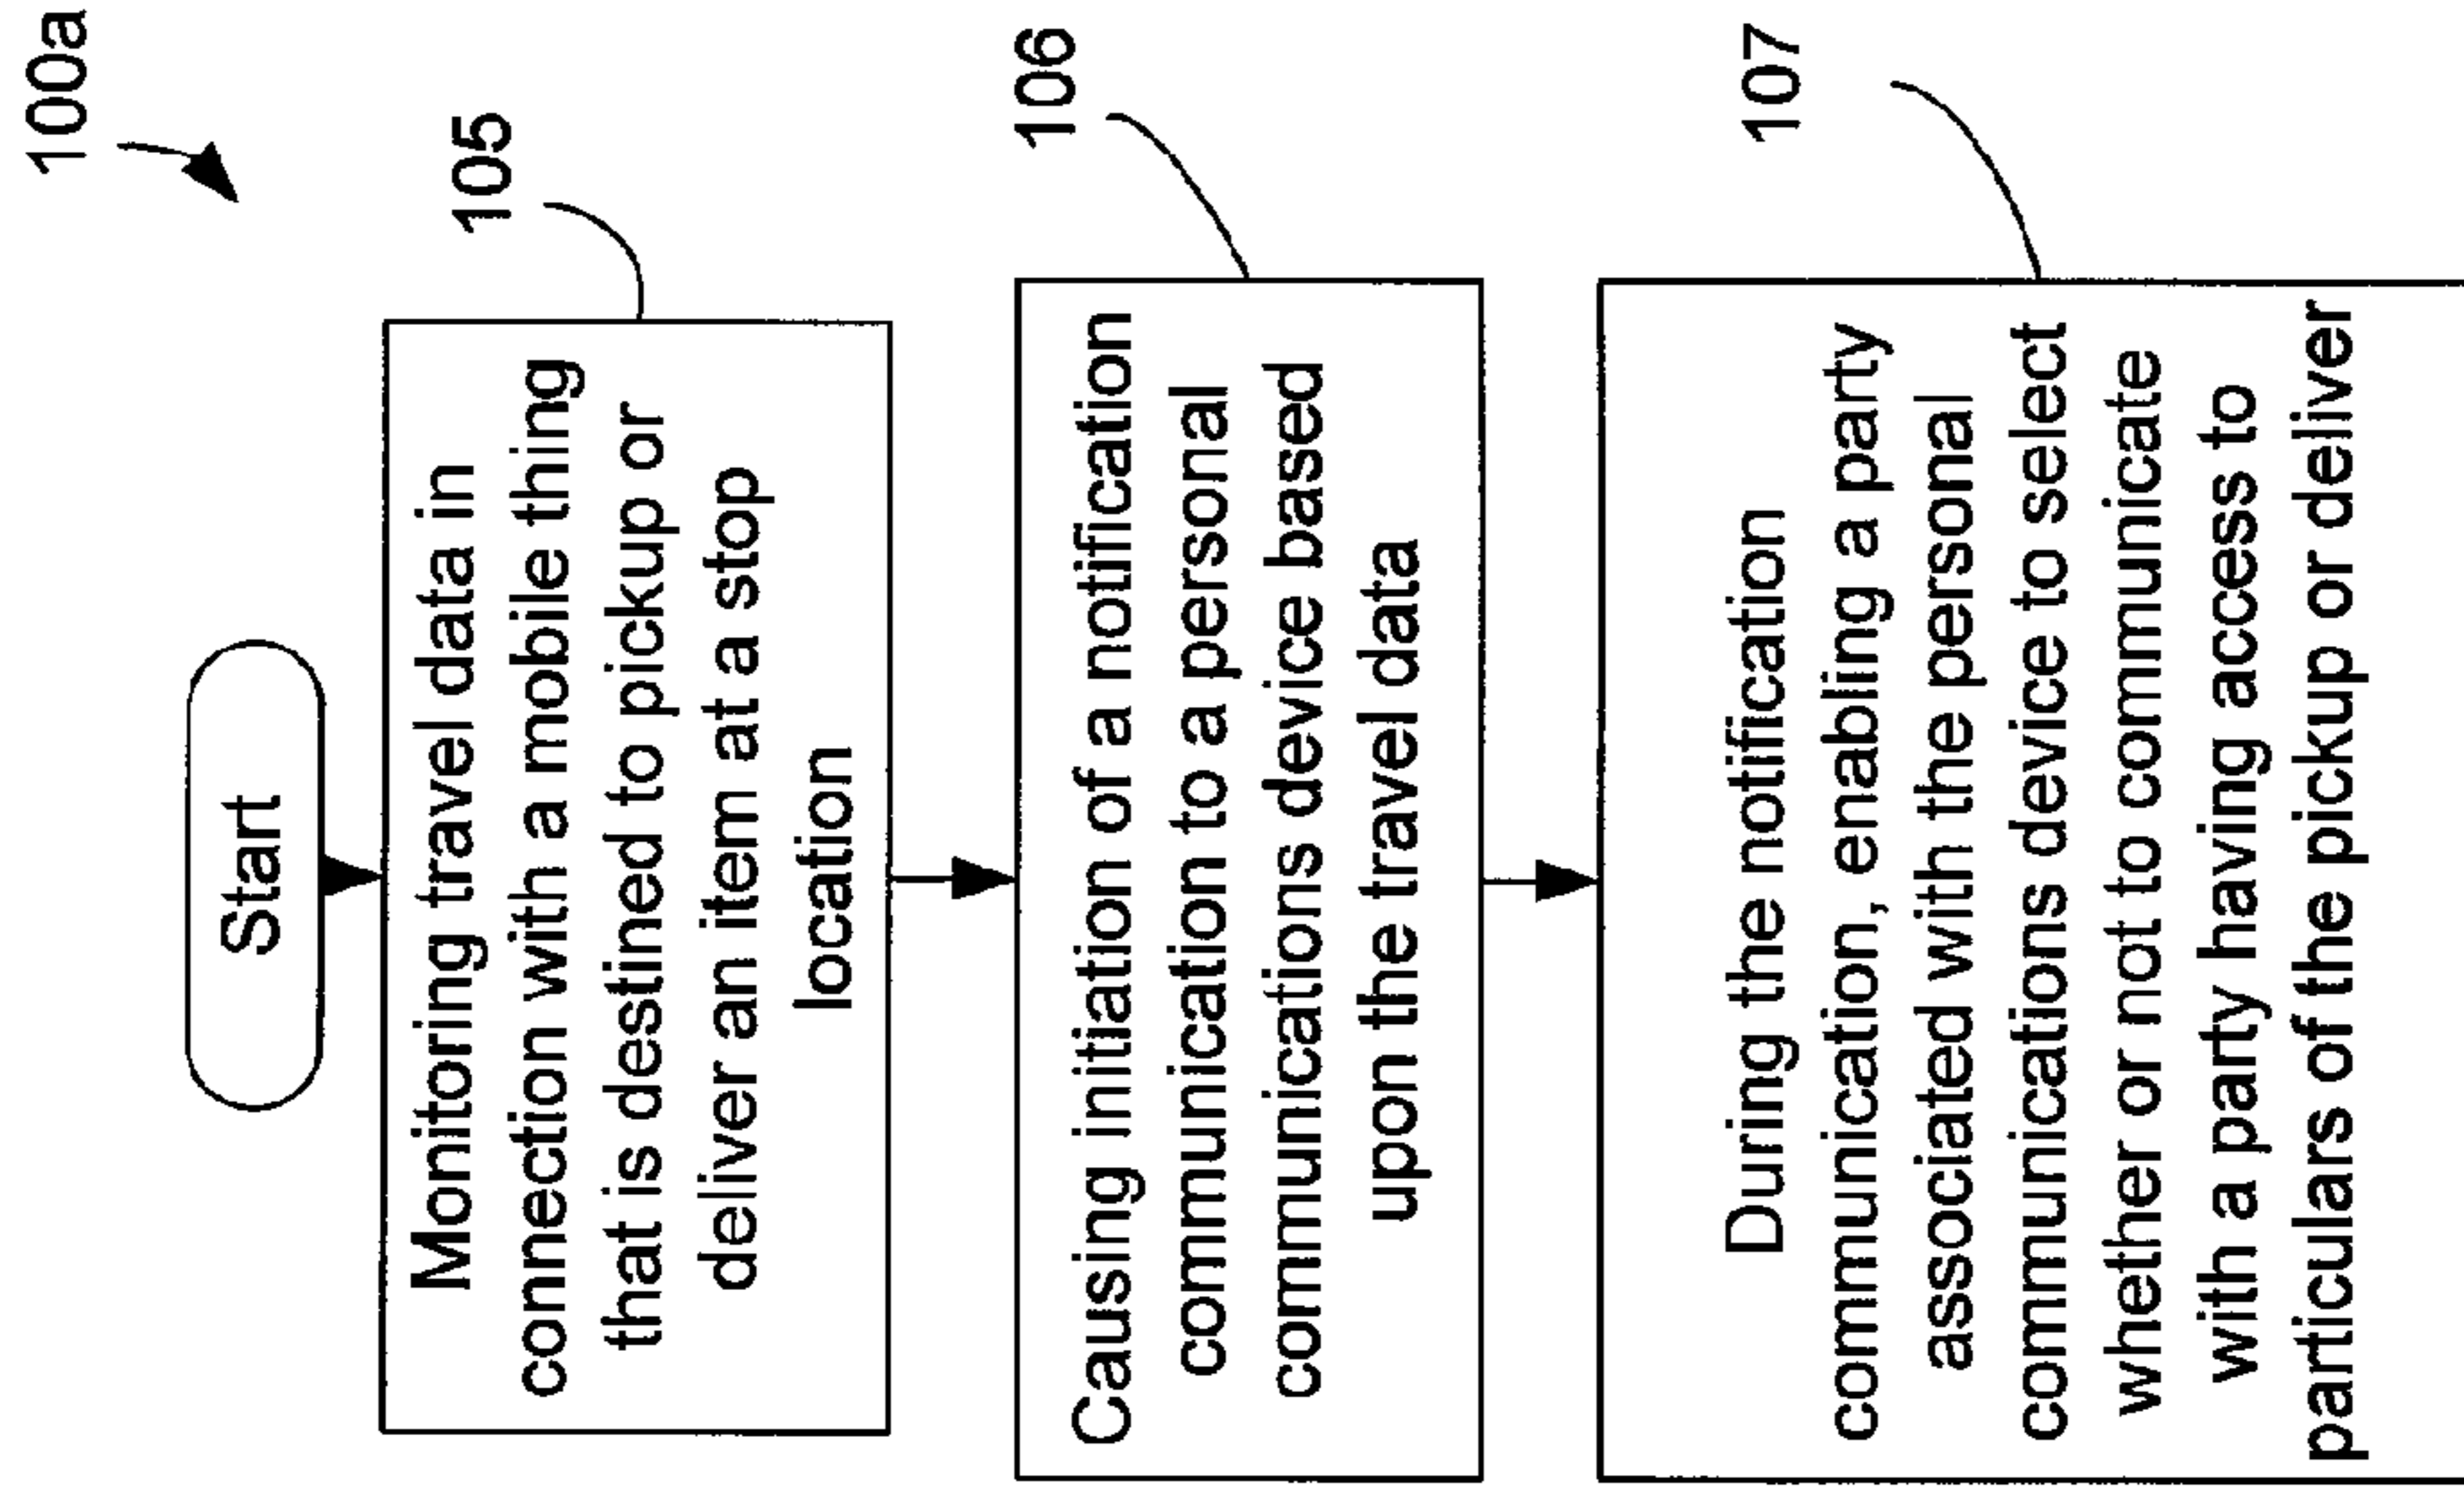 100a
Start
105
Monitoring travel data in
connection with a mobile thing
that is destined to pickup or
deliver an item at a stop
location
106
Causing initiation of a notification
communication to a personal
communications device based
upon the travel data
107
During the notification
communication, enabling a party
associated with the personal
communications device to select
whether or not to communicate
with a party having access to
particulars of the pickup or deliver